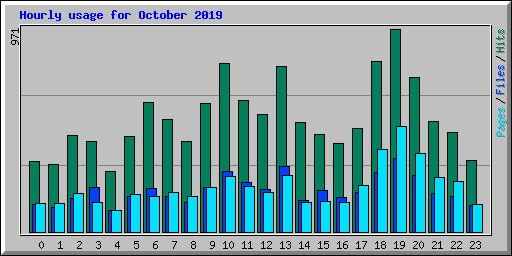 Hourly usage for October 2019
971
Pages/Files/Hits
0 1 2 3 4 5 6 7 8 9 10 11 12 13 14 15 16 17 18 19 20 21 22 23